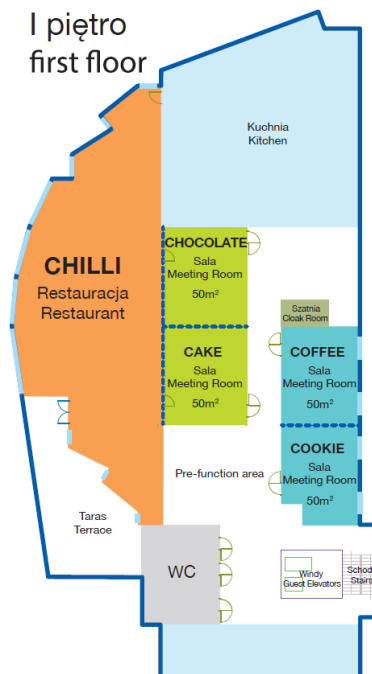 I piętro
first floor
Kuchnia
Kitchen
CHOCOLATE
Sala
Meeting Room
50m²
CHILLI
Restauracja
Restaurant
Szatnia
Cloak Room
CAKE
Sala
Meeting Room
50m²
COFFEE
Sala
Meeting Room
50m²
COOKIE
Sala
Meeting Room
50m²
Pre-function area
Taras
Terrace
WC
Windy
Guest Elevators
Schod
Stairs